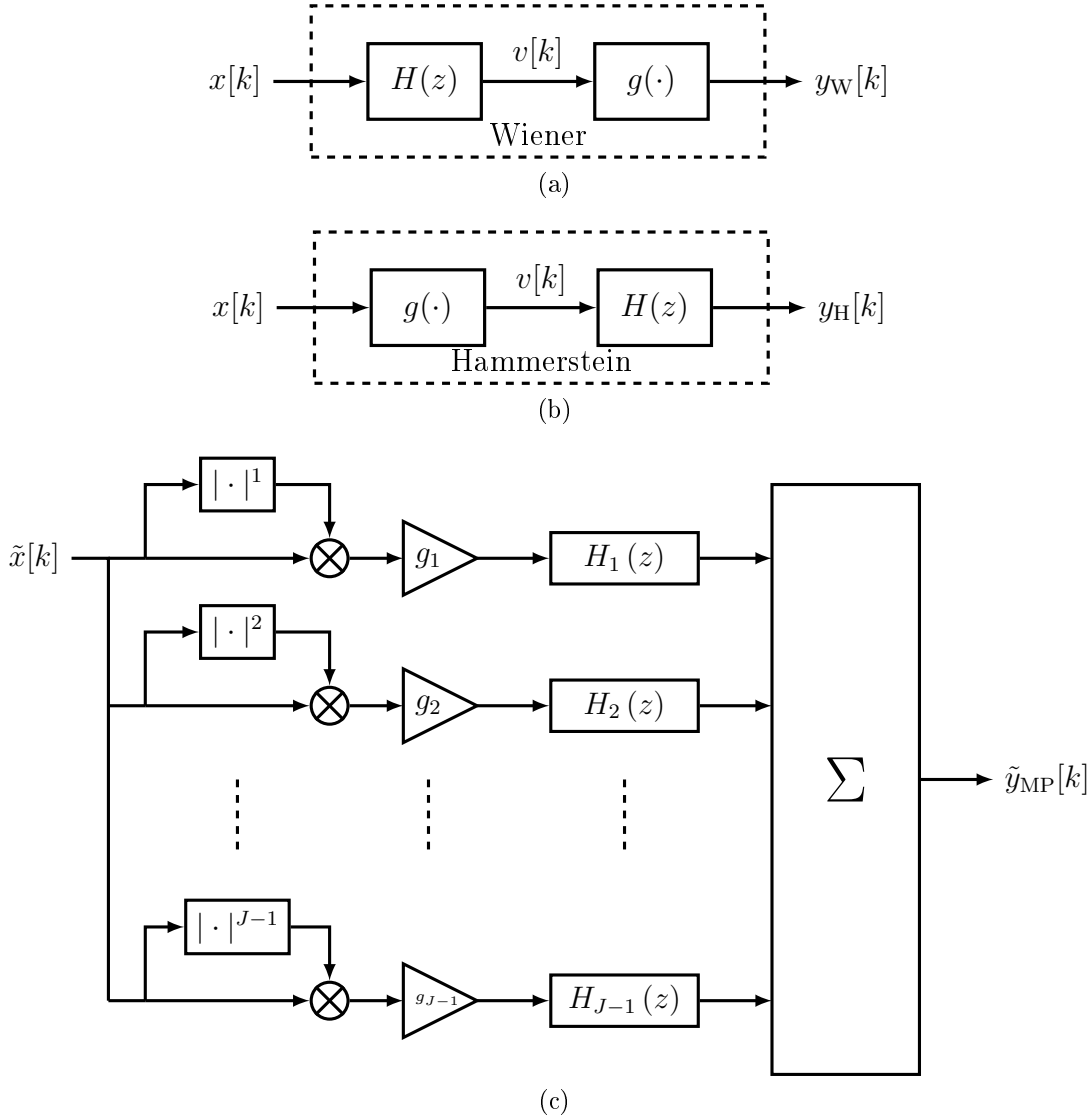 x[k] H(z) v[k] g(·) y_W[k]
Wiener
(a)
x[k] g(·) v[k] H(z) y_H[k]
Hammerstein
(b)
|·|^1
x̃[k] g_1 H_1(z)
|·|^2
g_2 H_2(z)
∑ ỹ_MP[k]
|·|^{J−1}
g_{J−1} H_{J−1}(z)
(c)